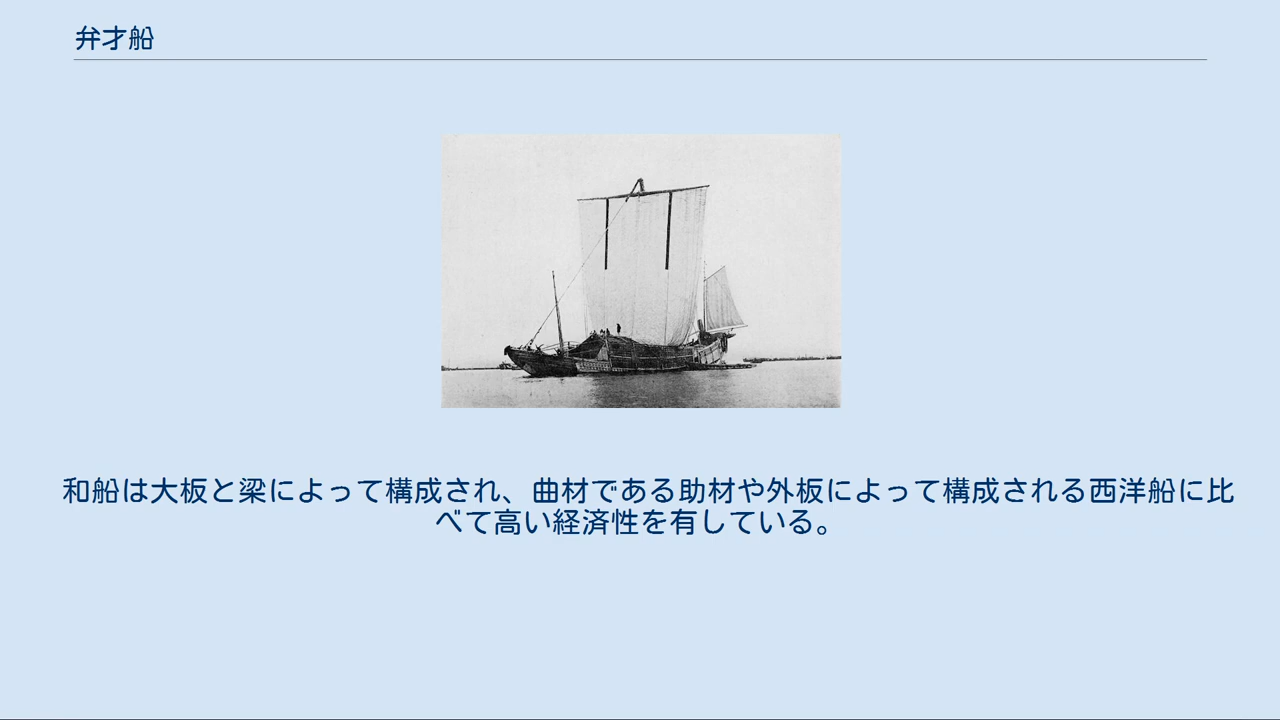 弁才船
和船は大板と梁によって構成され、曲材である助材や外板によって構成される西洋船に比
べて高い経済性を有している。